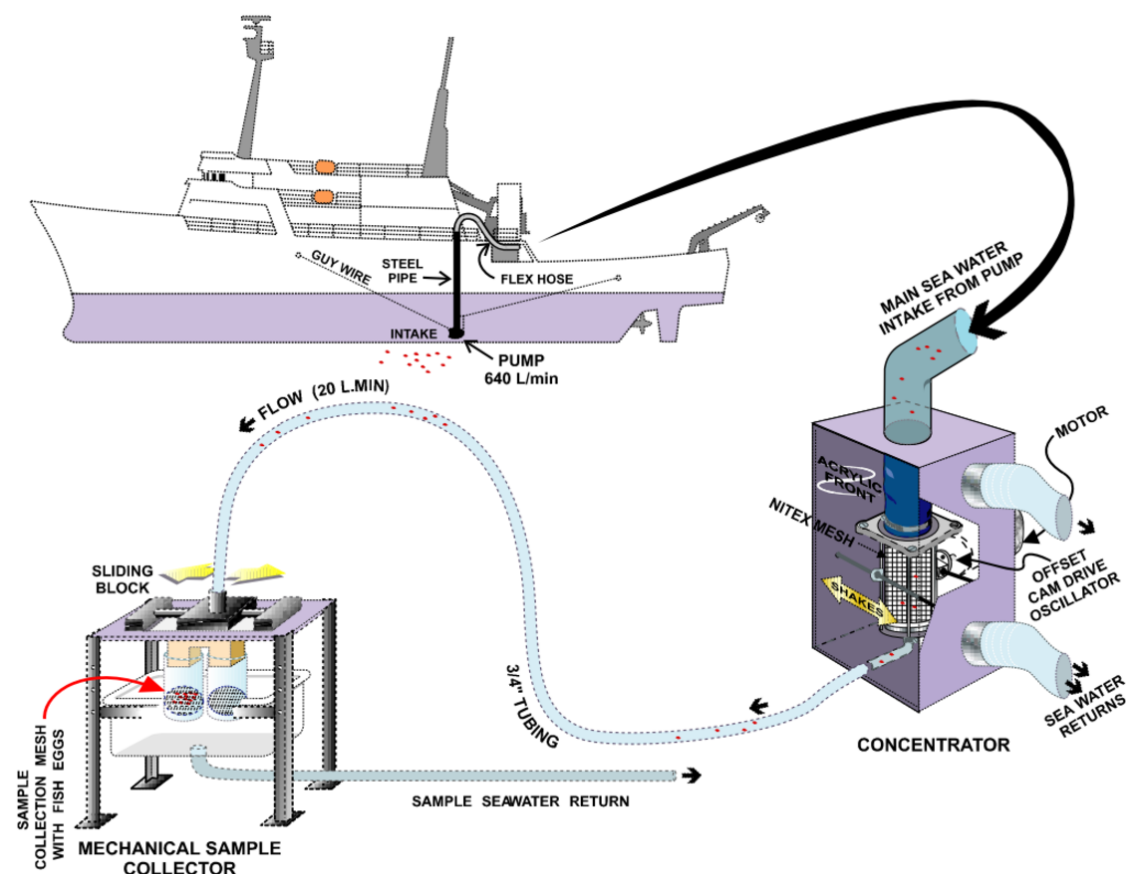 GUY WIRE
STEEL
PIPE
FLEX HOSE
INTAKE
PUMP
640 L/min
MAIN SEA WATER
INTAKE FROM PUMP
FLOW (20 L.MIN)
MOTOR
ACRYLIC
FRONT
NITEX MESH
OFFSET
CAM DRIVE
OSCILLATOR
SHAKES
SLIDING
BLOCK
3/4" TUBING
SEA WATER
RETURNS
CONCENTRATOR
SAMPLE
COLLECTION MESH
WITH FISH EGGS
SAMPLE SEAWATER RETURN
MECHANICAL SAMPLE
COLLECTOR